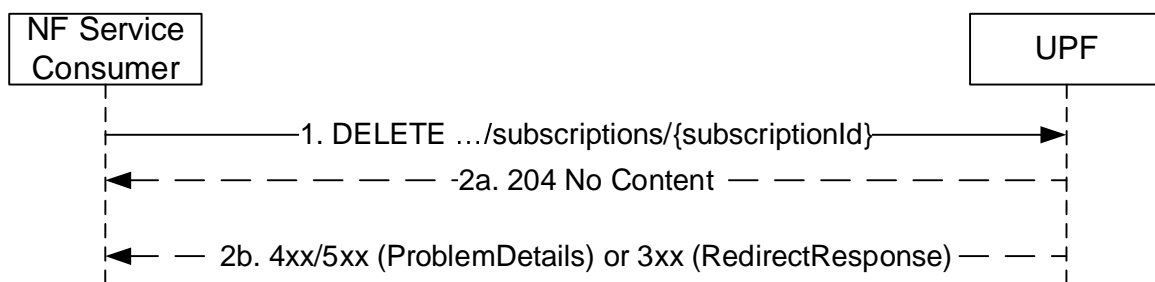 NF Service
Consumer
UPF
1. DELETE …/subscriptions/{subscriptionId}
2a. 204 No Content
2b. 4xx/5xx (ProblemDetails) or 3xx (RedirectResponse)